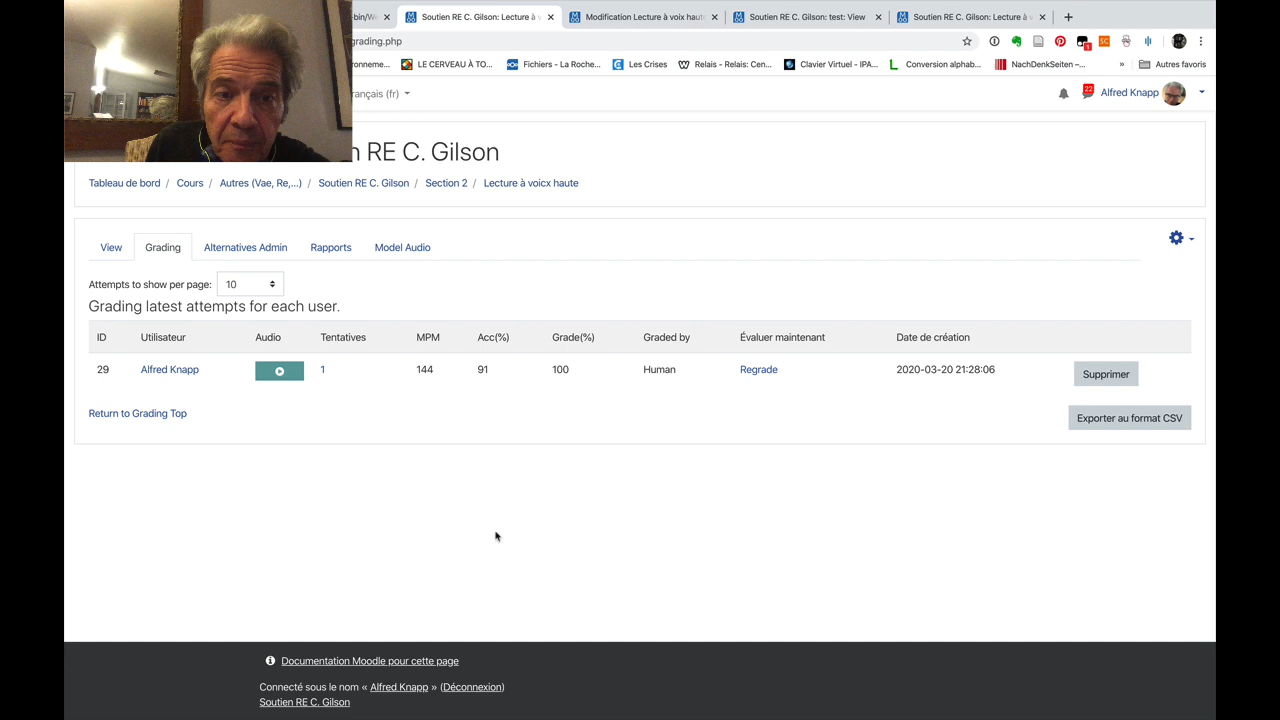 -bin/We
Soutien RE C. Gilson: Lecture à v
Modification Lecture à voix haut
Soutien RE C. Gilson: test: View
Soutien RE C. Gilson: Lecture à v
grading.php
ronneme...
LE CERVEAU À TO...
Fichiers - La Roche...
Les Crises
Relais - Relais: Cen...
Clavier Virtuel - IPA...
Conversion alphab...
NachDenkSeiten –...
»
Autres favoris
rançais (fr)
22
Alfred Knapp
n RE C. Gilson
Tableau de bord / Cours / Autres (Vae, Re,...) / Soutien RE C. Gilson / Section 2 / Lecture à voicx haute
View Grading Alternatives Admin Rapports Model Audio
Attempts to show per page: 10
Grading latest attempts for each user.
ID Utilisateur Audio Tentatives MPM Acc(%) Grade(%) Graded by Évaluer maintenant Date de création
29 Alfred Knapp 1 144 91 100 Human Regrade 2020-03-20 21:28:06 Supprimer
Return to Grading Top
Exporter au format CSV
Documentation Moodle pour cette page
Connecté sous le nom « Alfred Knapp » (Déconnexion)
Soutien RE C. Gilson